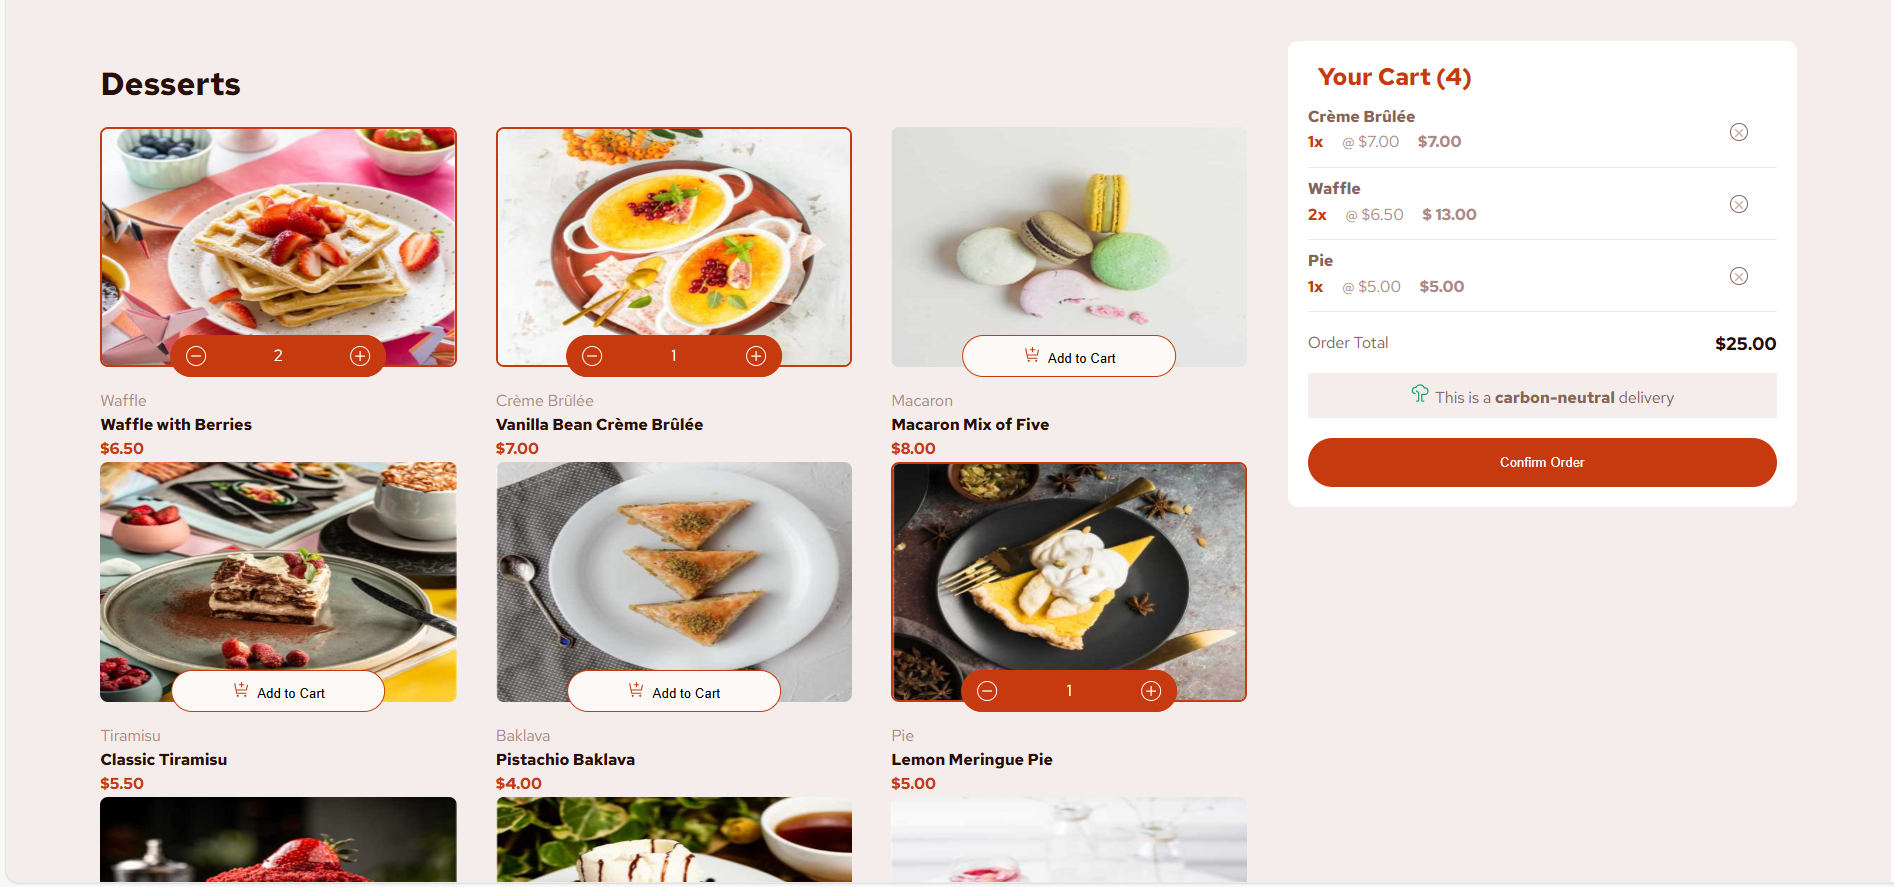 Desserts
2
1
Add to Cart
Waffle
Waffle with Berries
$6.50
Crème Brûlée
Vanilla Bean Crème Brûlée
$7.00
Macaron
Macaron Mix of Five
$8.00
Add to Cart
Add to Cart
1
Tiramisu
Classic Tiramisu
$5.50
Baklava
Pistachio Baklava
$4.00
Pie
Lemon Meringue Pie
$5.00
Your Cart (4)
Crème Brûlée
1x @ $7.00 $7.00
Waffle
2x @ $6.50 $ 13.00
Pie
1x @ $5.00 $5.00
Order Total $25.00
This is a carbon-neutral delivery
Confirm Order